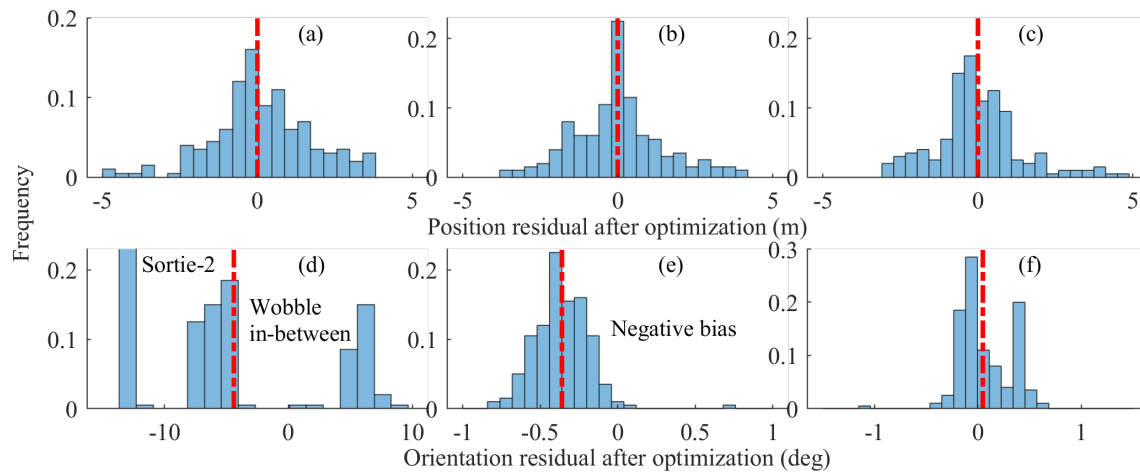 0.2 (a) 0.2 (b) 0.2 (c)
0.1 0.1 0.1
0 0 0
-5 0 5 -5 0 5 -5 0 5
Position residual after optimization (m)
Frequency
0.2 Sortie-2 (d) 0.2 (e) 0.3 (f)
Wobble
in-between
Negative bias
0.2
0.1 0.1 0.1
0 0 0
-10 0 10 -1 -0.5 0 0.5 1 -1 0 1
Orientation residual after optimization (deg)